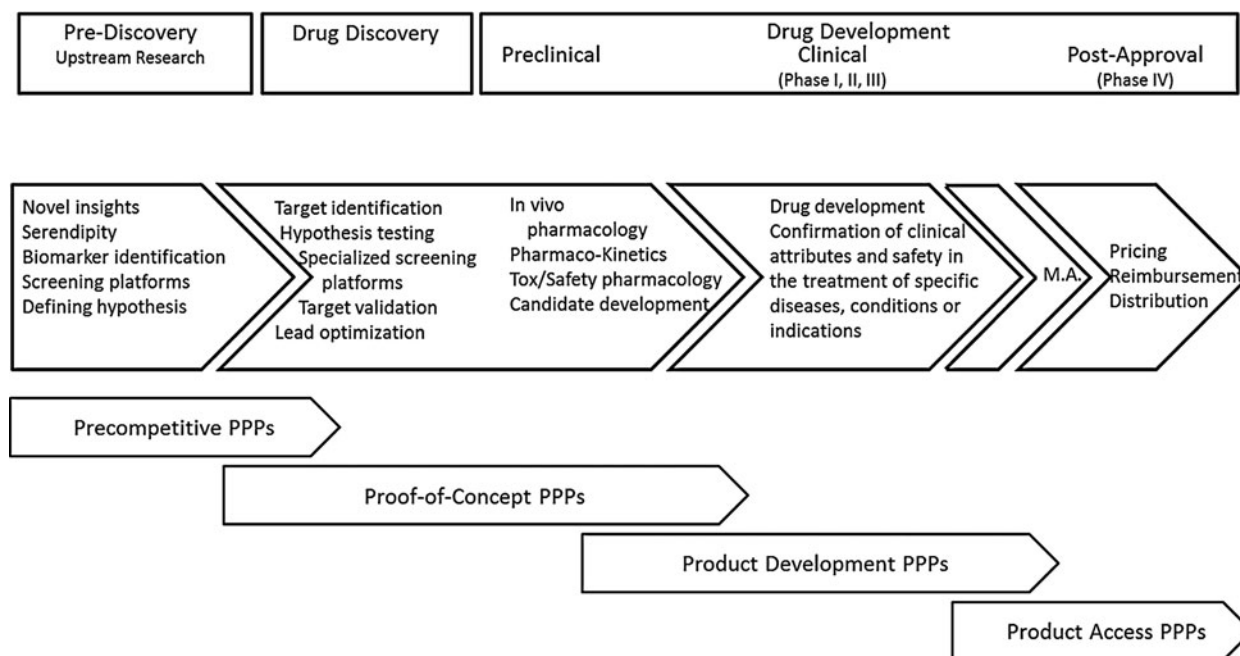 Pre-Discovery
Upstream Research
Drug Discovery
Drug Development
Preclinical
Clinical
(Phase I, II, III)
Post-Approval
(Phase IV)
Novel insights
Serendipity
Biomarker identification
Screening platforms
Defining hypothesis
Target identification
Hypothesis testing
Specialized screening
platforms
Target validation
Lead optimization
In vivo
pharmacology
Pharmaco-Kinetics
Tox/Safety pharmacology
Candidate development
Drug development
Confirmation of clinical
attributes and safety in
the treatment of specific
diseases, conditions or
indications
M.A.
Pricing
Reimbursement
Distribution
Precompetitive PPPs
Proof-of-Concept PPPs
Product Development PPPs
Product Access PPPs